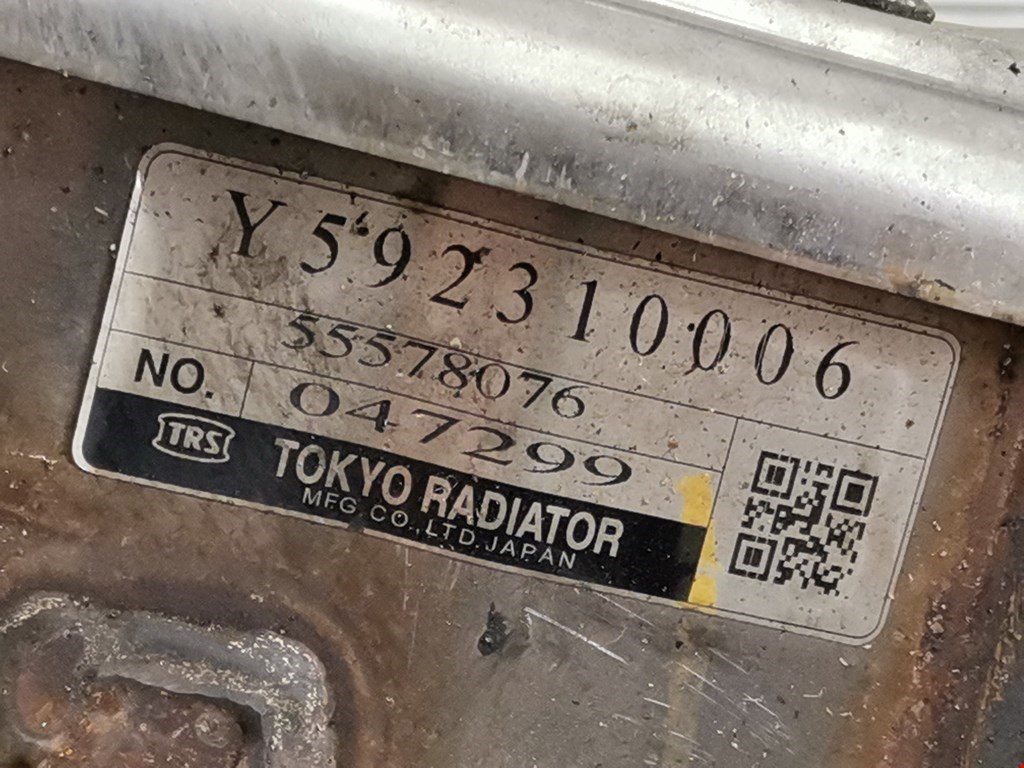 Y592310006
55578076
NO. 047299
TRS TOKYO RADIATOR
MFG CO.,LTD.JAPAN